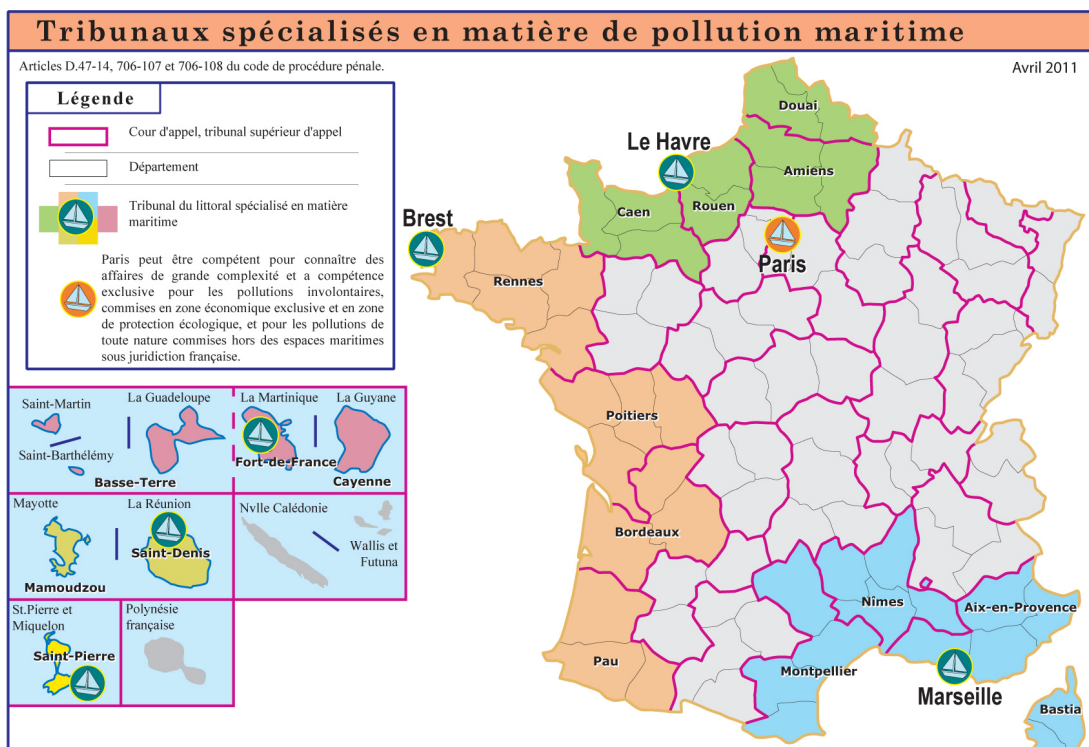 Tribunaux spécialisés en matière de pollution maritime
Articles D.47-14, 706-107 et 706-108 du code de procédure pénale.
Avril 2011
Légende
Cour d'appel, tribunal supérieur d'appel
Département
Tribunal du littoral spécialisé en matière
maritime
Paris peut être compétent pour connaître des
affaires de grande complexité et a compétence
exclusive pour les pollutions involontaires,
commises en zone économique exclusive et en zone
de protection écologique, et pour les pollutions de
toute nature commises hors des espaces maritimes
sous juridiction française.
Douai
Le Havre
Amiens
Rouen
Caen
Brest
Paris
Rennes
Poitiers
Bordeaux
Nîmes
Aix-en-Provence
Pau
Montpellier
Marseille
Bastia
Saint-Martin
La Guadeloupe
La Martinique
La Guyane
Saint-Barthélémy
Basse-Terre
Fort-de-France
Cayenne
Mayotte
La Réunion
Nvlle Calédonie
Saint-Denis
Wallis et
Futuna
Mamoudzou
St.Pierre et
Miquelon
Polynésie
française
Saint-Pierre